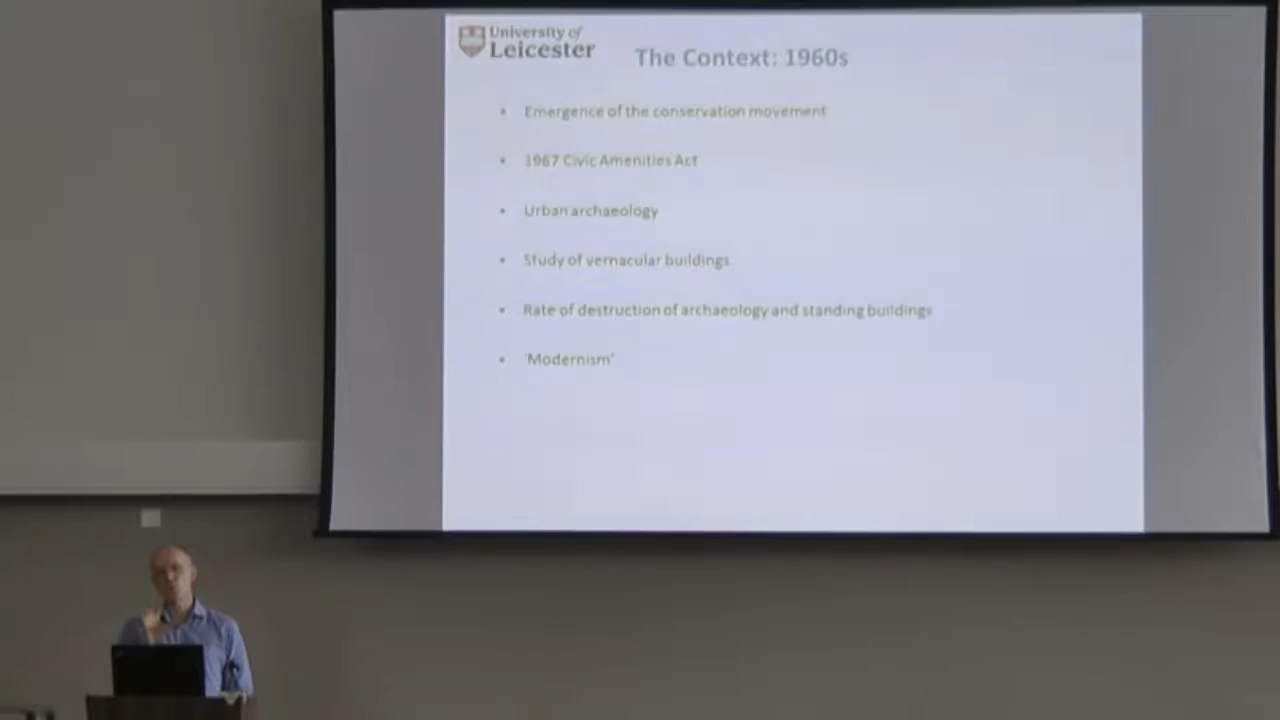 University of
Leicester
The Context: 1960s
• Emergence of the conservation movement
• 1967 Civic Amenities Act
• Urban archaeology
• Study of vernacular buildings
• Rate of destruction of archaeology and standing buildings
• 'Modernism'